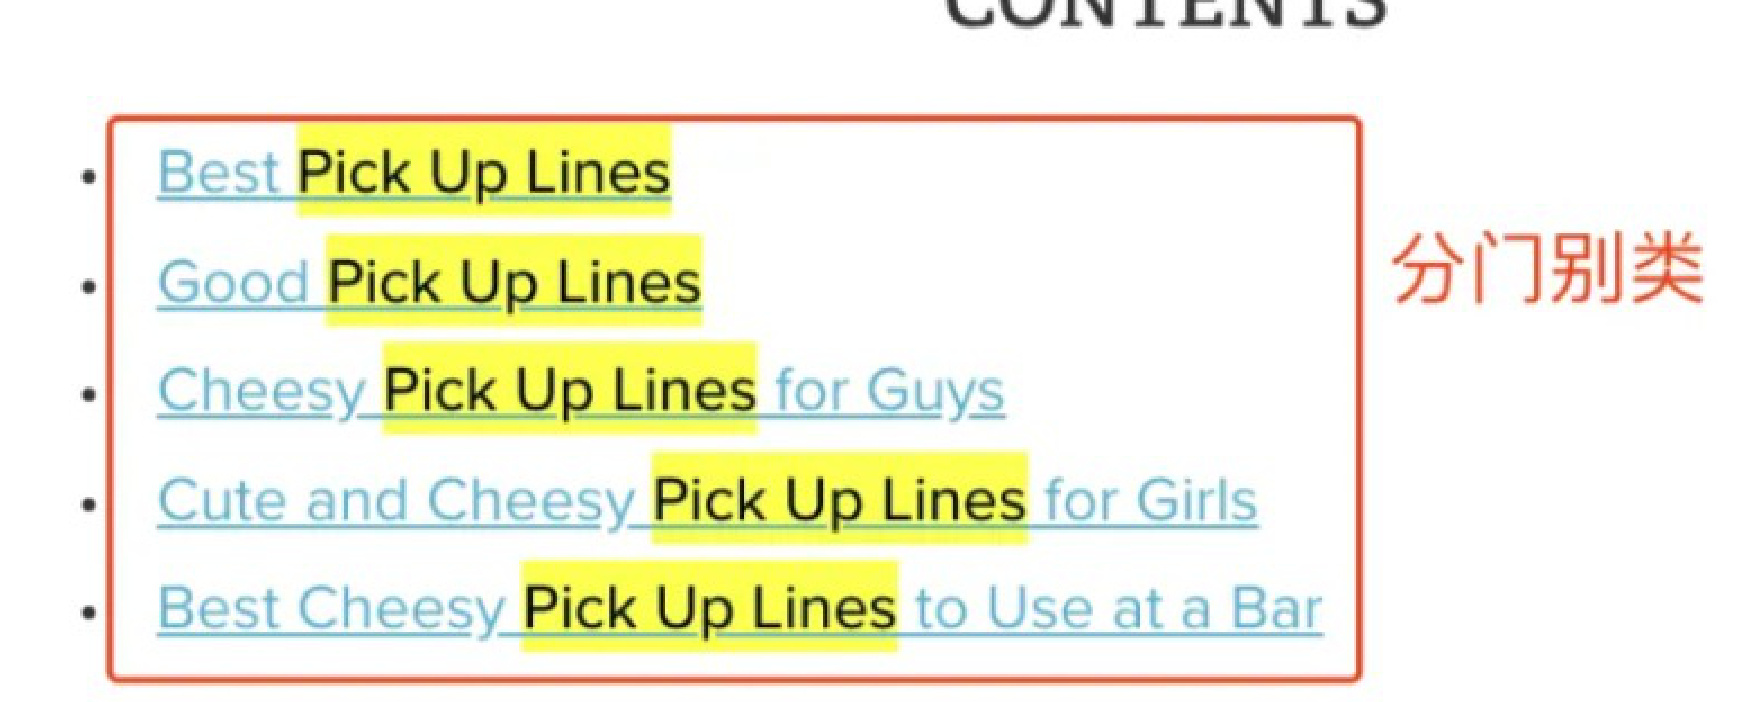 CONTENTS
Best Pick Up Lines
Good Pick Up Lines
分门别类
Cheesy Pick Up Lines for Guys
Cute and Cheesy Pick Up Lines for Girls
Best Cheesy Pick Up Lines to Use at a Bar